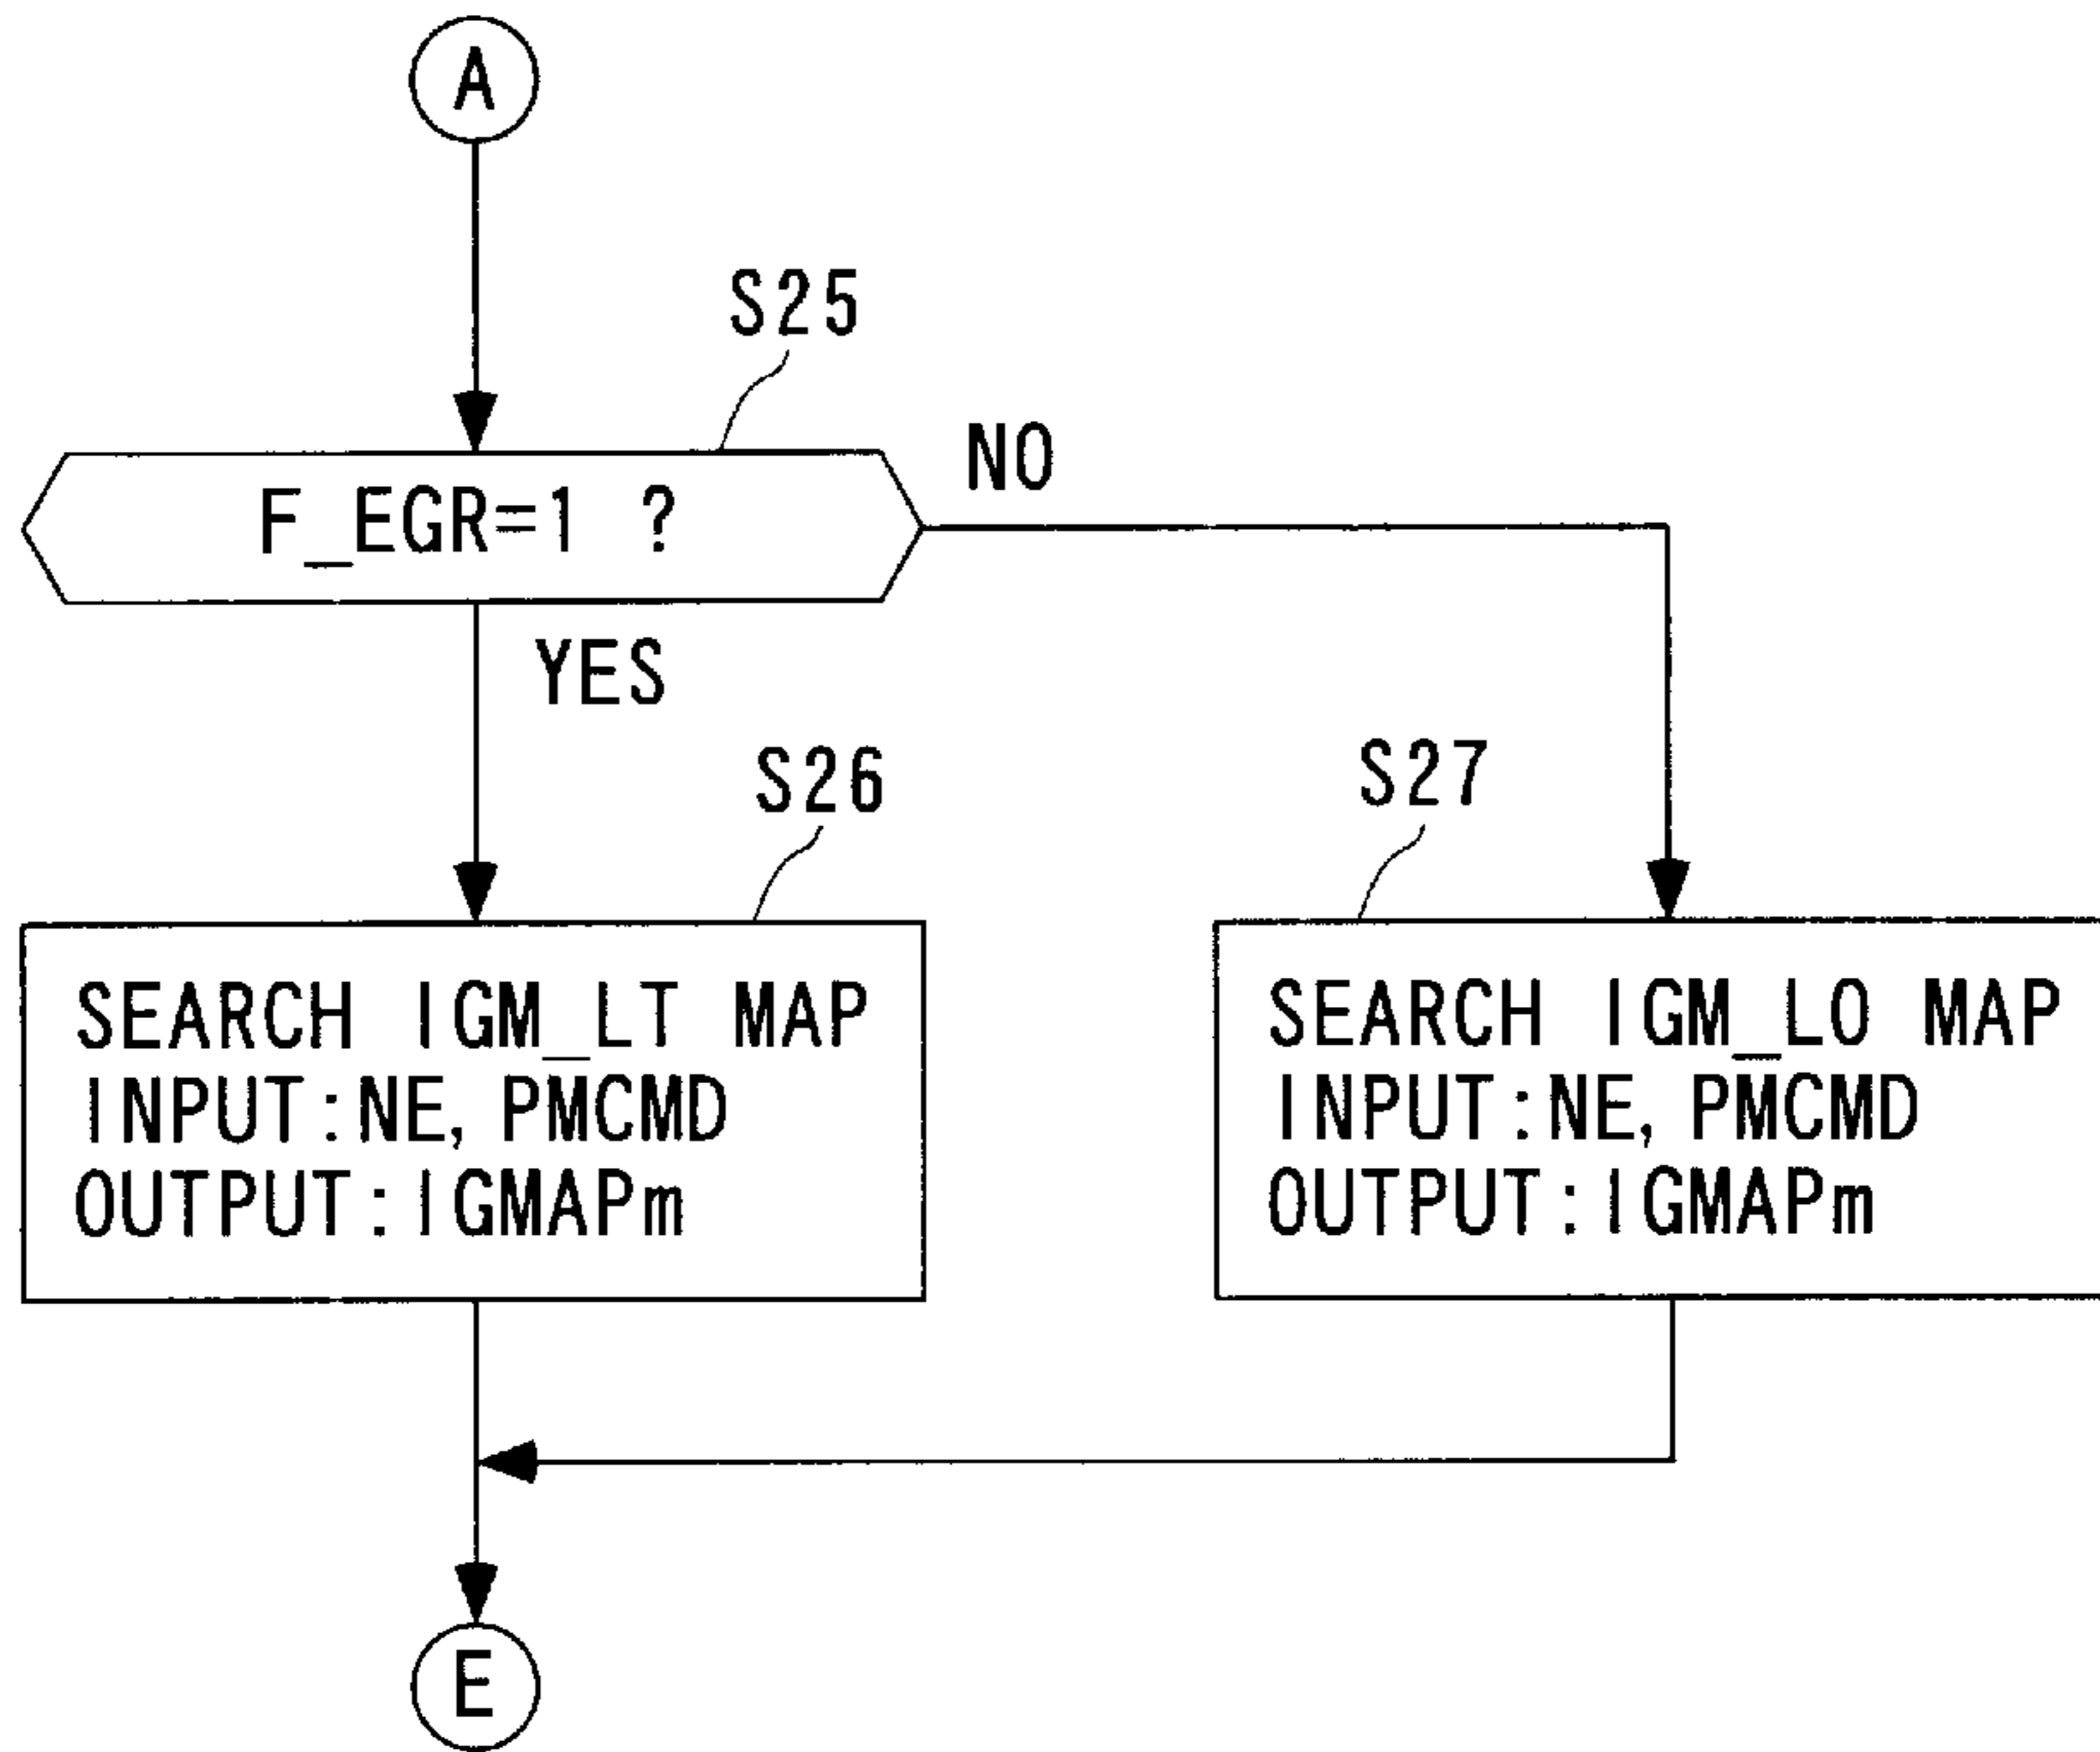 A
S25
F_EGR=1 ?
NO
YES
S26
SEARCH IGM_LT MAP
INPUT:NE, PMCMD
OUTPUT:IGMAPm
S27
SEARCH IGM_LO MAP
INPUT:NE, PMCMD
OUTPUT:IGMAPm
E